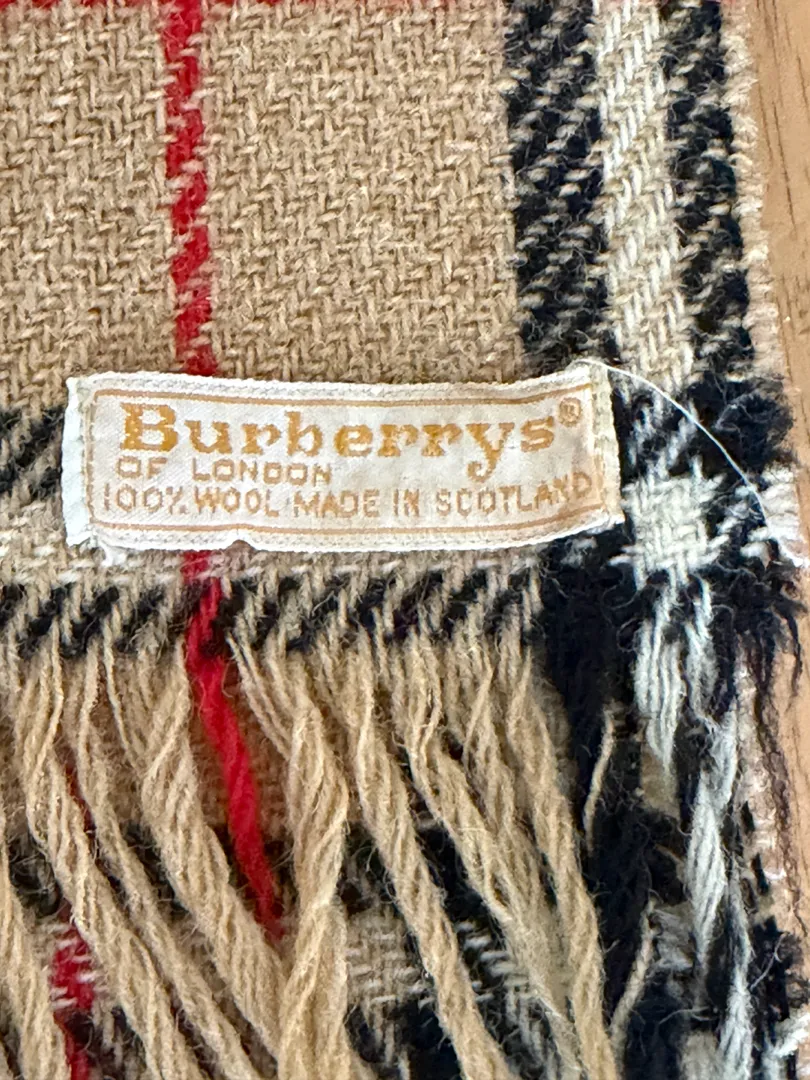 Burberrys®
OF LONDON
100% WOOL MADE IN SCOTLAND